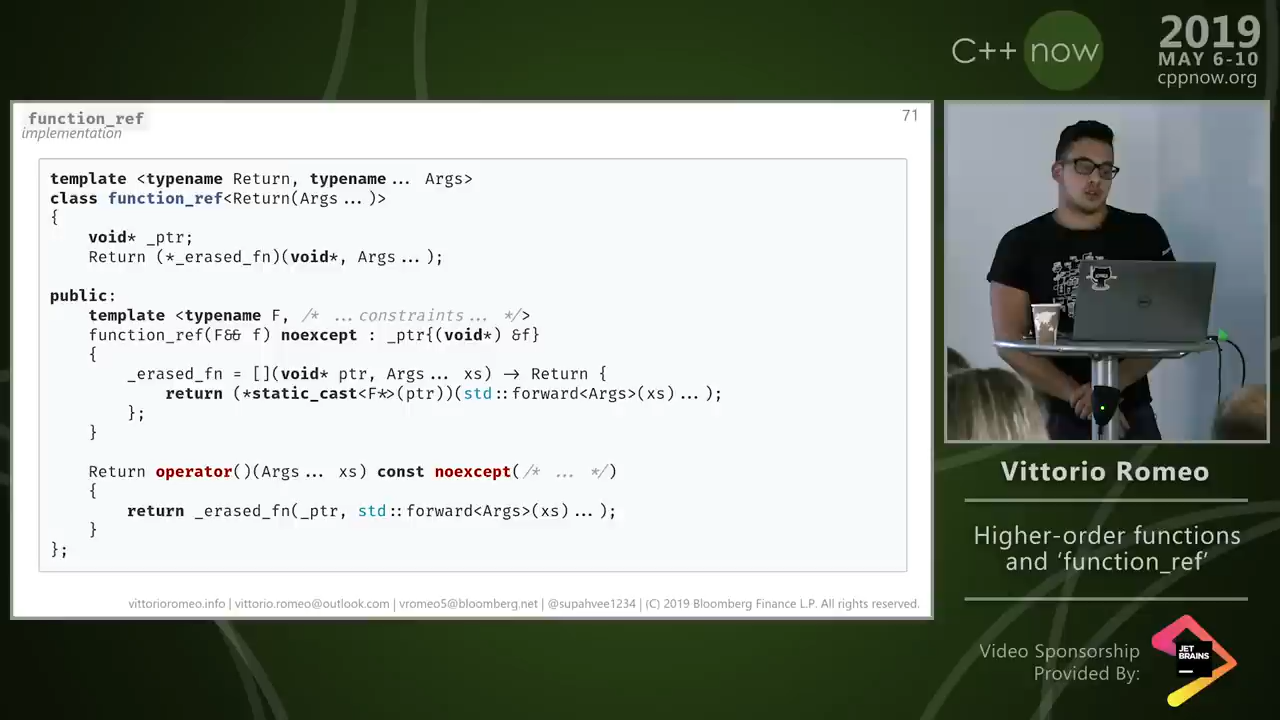 C++ now
2019
MAY 6-10
cppnow.org
function_ref
implementation
71
template <typename Return, typename... Args>
class function_ref<Return(Args...)>
{
void* _ptr;
Return (*_erased_fn)(void*, Args...);
public:
template <typename F, /* ...constraints... */>
function_ref(F&& f) noexcept : _ptr{(void*) &f}
{
_erased_fn = [](void* ptr, Args... xs) -> Return {
return (*static_cast<F*>(ptr))(std::forward<Args>(xs)...);
};
}
Return operator()(Args... xs) const noexcept(/* ... */)
{
return _erased_fn(_ptr, std::forward<Args>(xs)...);
}
};
vittorioromeo.info | vittorio.romeo@outlook.com | vromeo5@bloomberg.net | @supahvee1234 | (C) 2019 Bloomberg Finance L.P. All rights reserved.
Vittorio Romeo
Higher-order functions
and ‘function_ref’
Video Sponsorship
Provided By:
JET
BRAINS